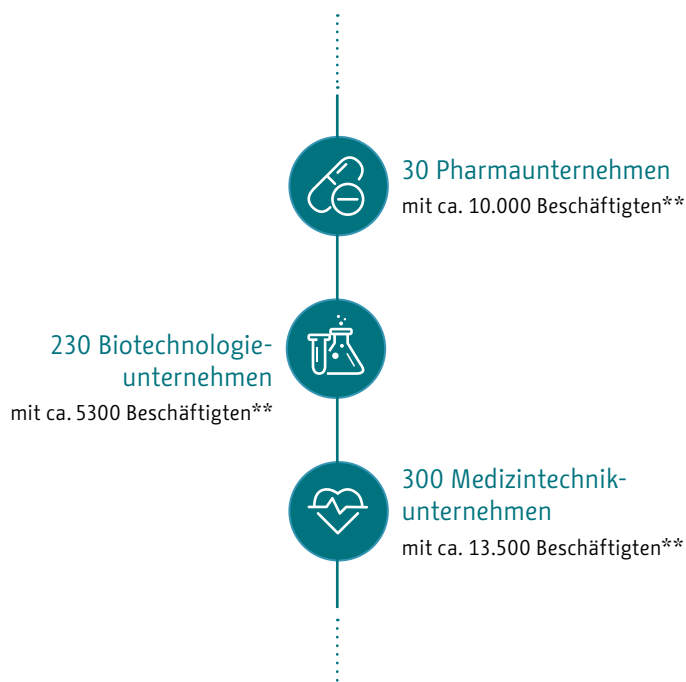 30 Pharmaunternehmen
mit ca. 10.000 Beschäftigten**
230 Biotechnologie-
unternehmen
mit ca. 5300 Beschäftigten**
300 Medizintechnik-
unternehmen
mit ca. 13.500 Beschäftigten**